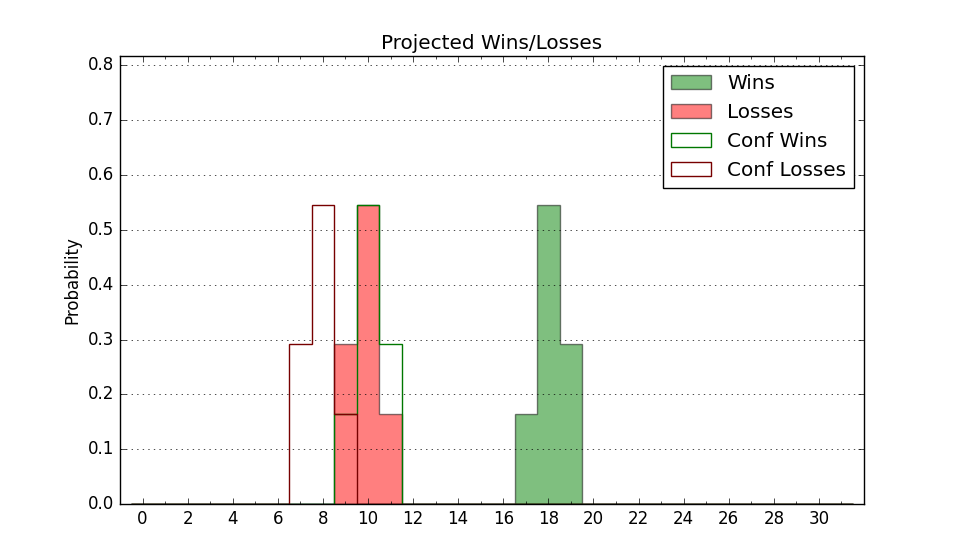 Projected Wins/Losses
Probability
0.8
0.7
0.6
0.5
0.4
0.3
0.2
0.1
0.0
Wins
Losses
Conf Wins
Conf Losses
0 2 4 6 8 10 12 14 16 18 20 22 24 26 28 30